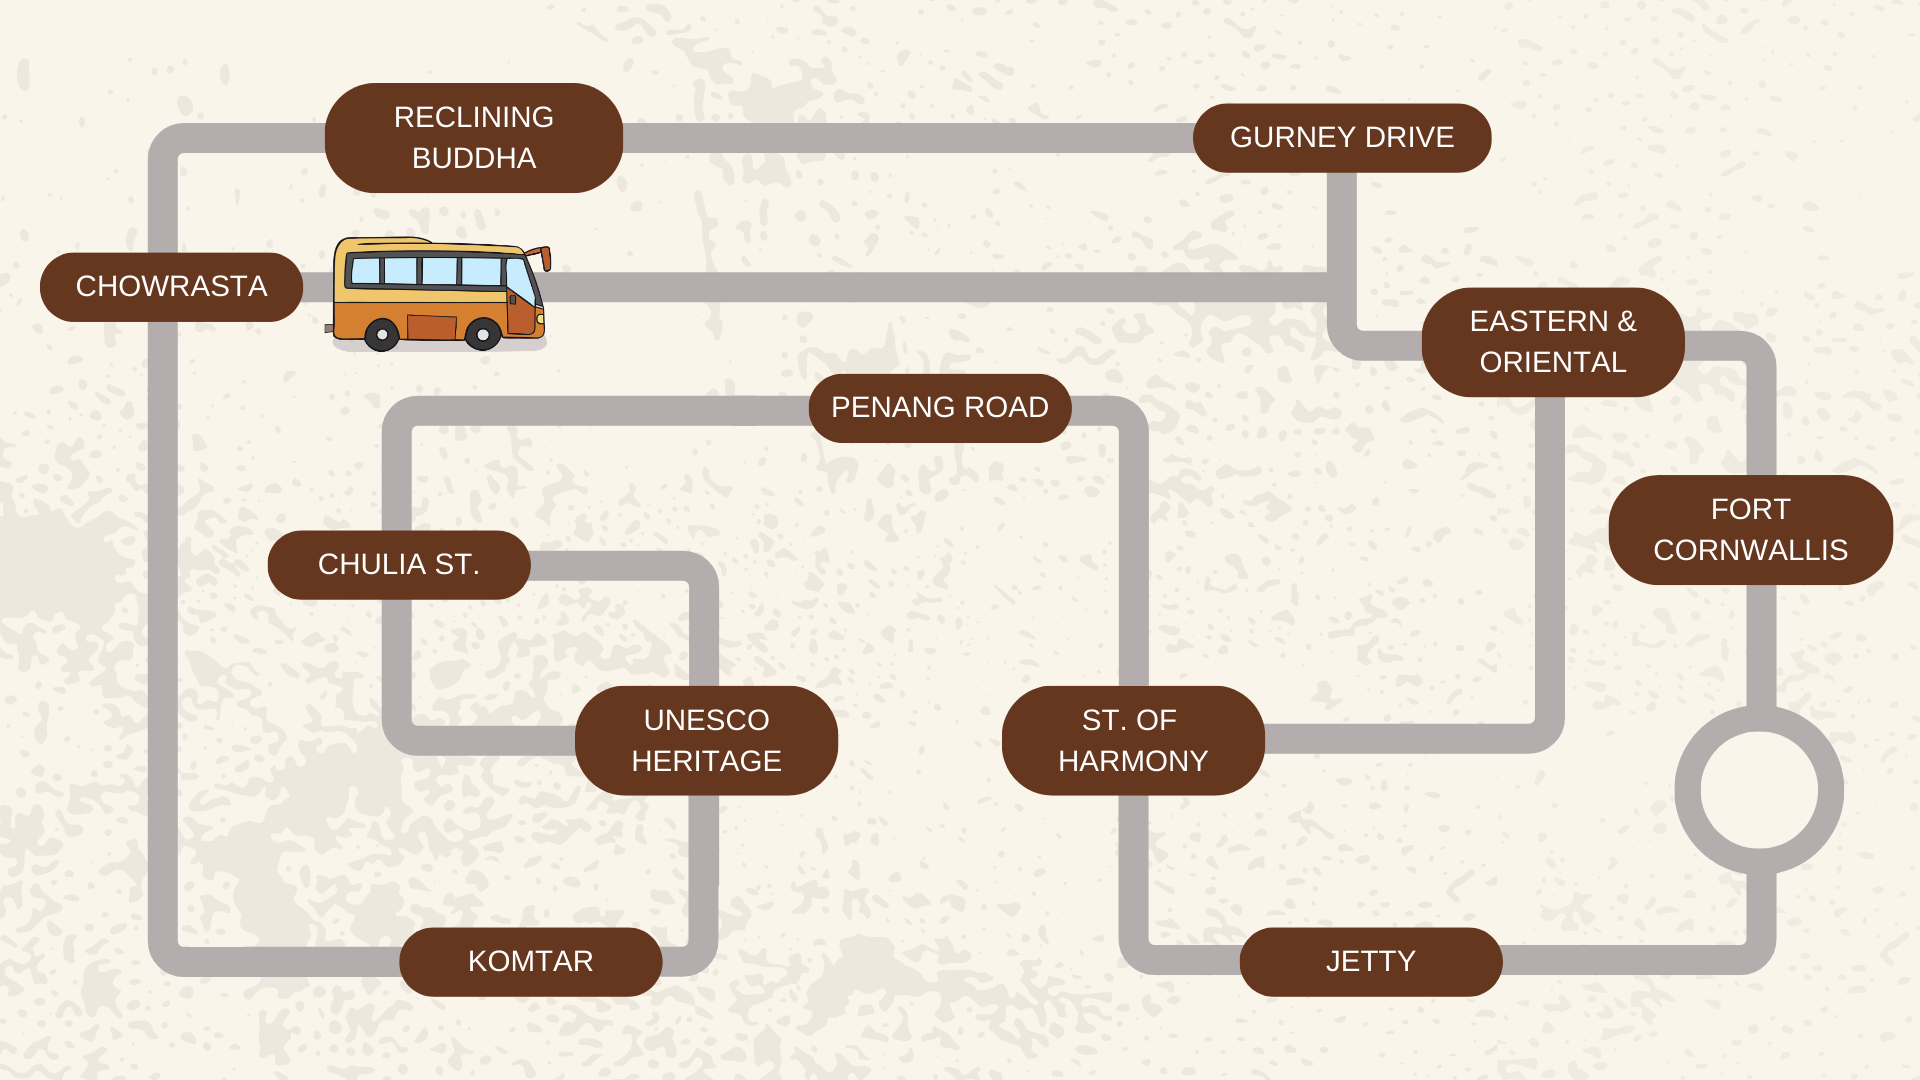 RECLINING
BUDDHA
GURNEY DRIVE
CHOWRASTA
EASTERN &
ORIENTAL
PENANG ROAD
FORT
CORNWALLIS
CHULIA ST.
UNESCO
HERITAGE
ST. OF
HARMONY
KOMTAR
JETTY